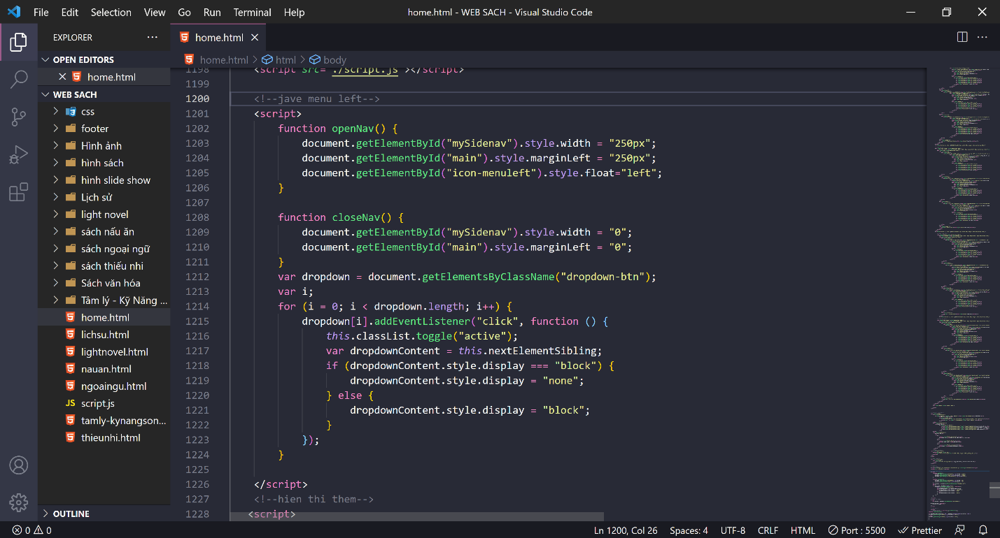 File Edit Selection View Go Run Terminal Help
home.html - WEB SACH - Visual Studio Code
EXPLORER
OPEN EDITORS
home.html
WEB SACH
css
footer
Hình ảnh
hình sách
hình slide show
Lịch sử
light novel
sách nấu ăn
sách ngoại ngữ
sách thiếu nhi
Sách văn hóa
Tâm lý - Kỹ Năng ...
home.html
lichsu.html
lightnovel.html
nauan.html
ngoaingu.html
JS script.js
tamly-kynangson...
thieunhi.html
OUTLINE
home.html
home.html > html > body
1198 <script src="./script.js"></script>
1199
1200 <!--jave menu left-->
1201 <script>
1202 function openNav() {
1203 document.getElementById("mySidenav").style.width = "250px";
1204 document.getElementById("main").style.marginLeft = "250px";
1205 document.getElementById("icon-menuleft").style.float="left";
1206 }
1207
1208 function closeNav() {
1209 document.getElementById("mySidenav").style.width = "0";
1210 document.getElementById("main").style.marginLeft = "0";
1211 }
1212 var dropdown = document.getElementsByClassName("dropdown-btn");
1213 var i;
1214 for (i = 0; i < dropdown.length; i++) {
1215 dropdown[i].addEventListener("click", function () {
1216 this.classList.toggle("active");
1217 var dropdownContent = this.nextElementSibling;
1218 if (dropdownContent.style.display === "block") {
1219 dropdownContent.style.display = "none";
1220 } else {
1221 dropdownContent.style.display = "block";
1222 }
1223 });
1224 }
1225
1226 </script>
1227 <!--hien thi them-->
1228 <script>
0 0
Ln 1200, Col 26 Spaces: 4 UTF-8 CRLF HTML Port : 5500 Prettier